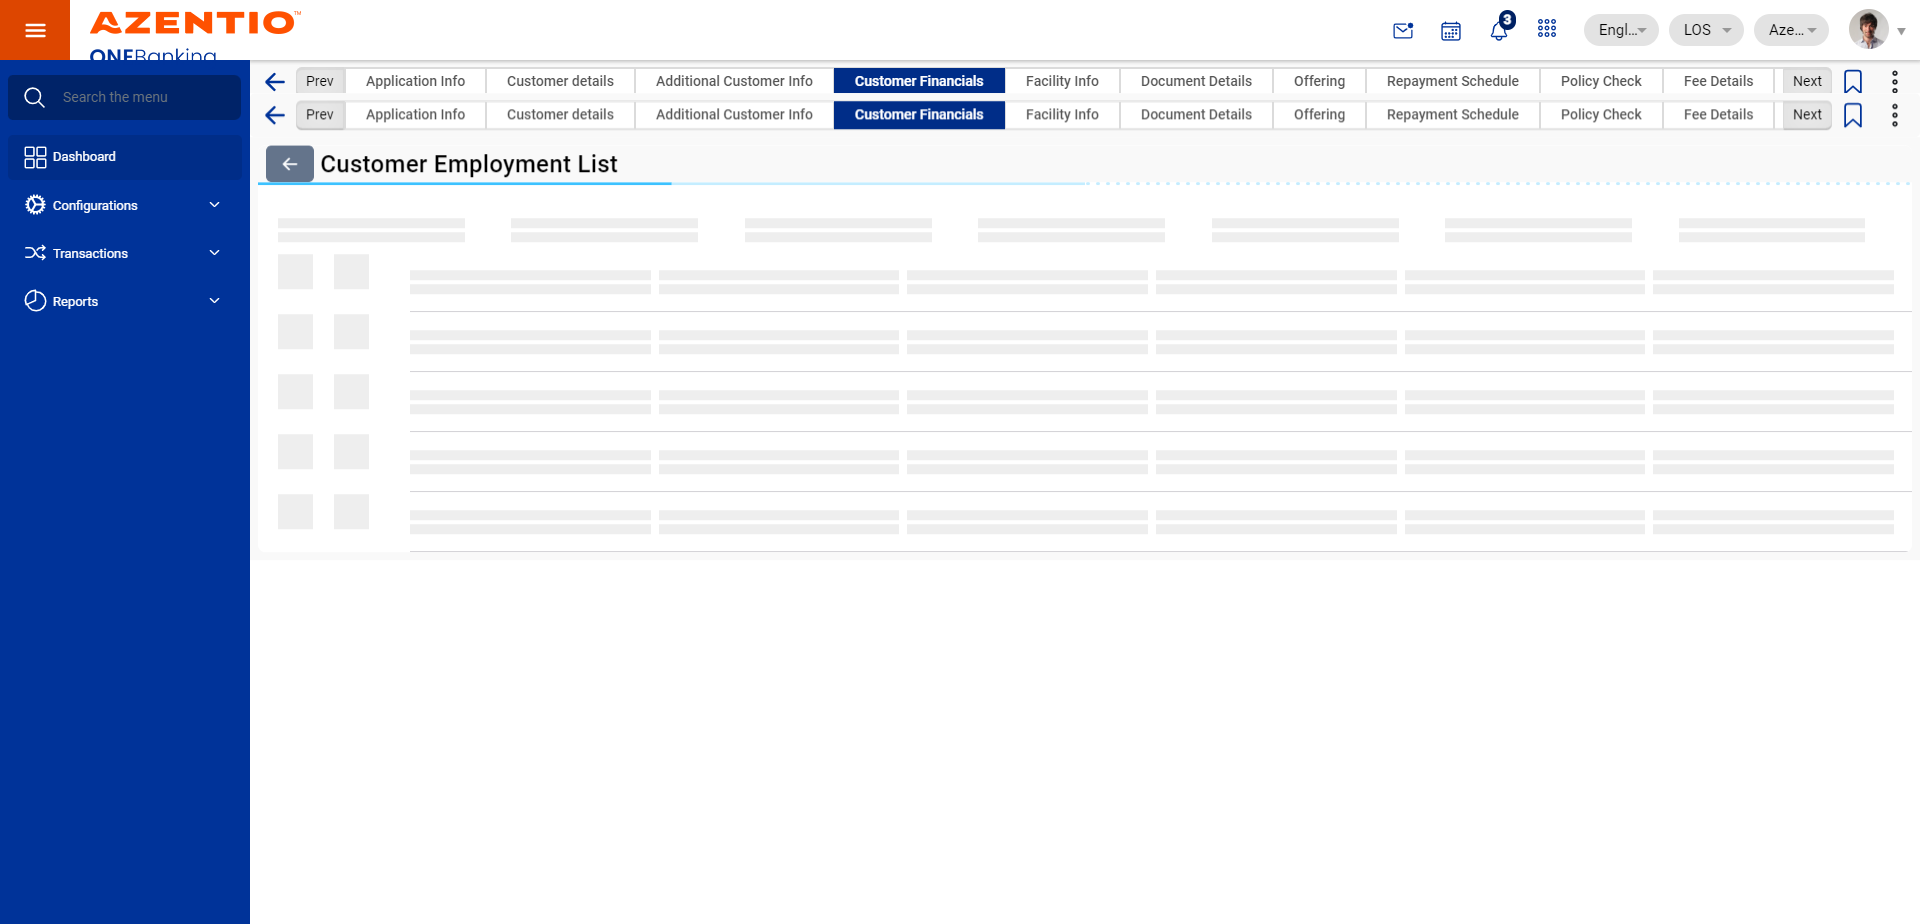 AZENTIO™
ONEBanking
3
Engl...
LOS
Aze...
Search the menu
Dashboard
Configurations
Transactions
Reports
Prev
Application Info
Customer details
Additional Customer Info
Customer Financials
Facility Info
Document Details
Offering
Repayment Schedule
Policy Check
Fee Details
Next
Prev
Application Info
Customer details
Additional Customer Info
Customer Financials
Facility Info
Document Details
Offering
Repayment Schedule
Policy Check
Fee Details
Next
Customer Employment List